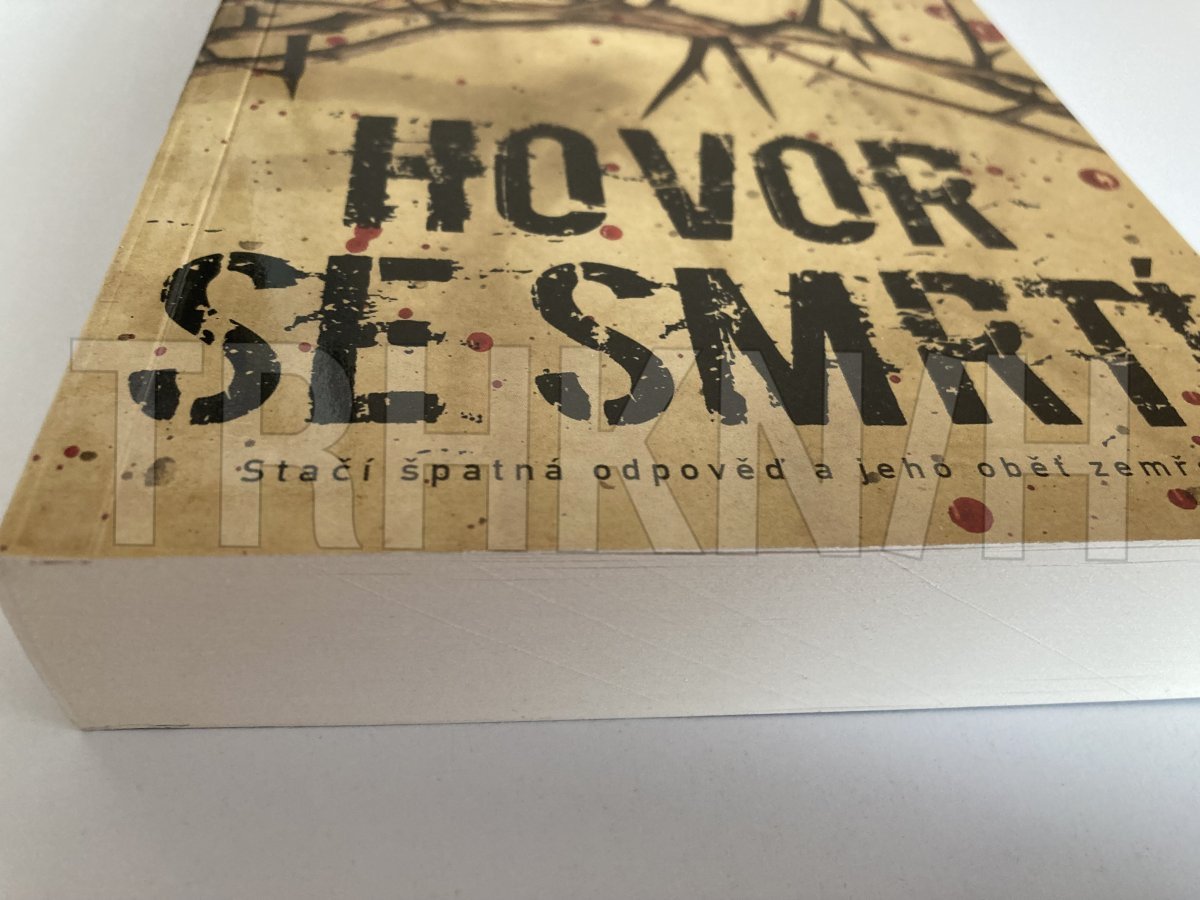 HOVOR
SE SMRTÍ
Stačí špatná odpověď a jeho oběť
TRHKNIH